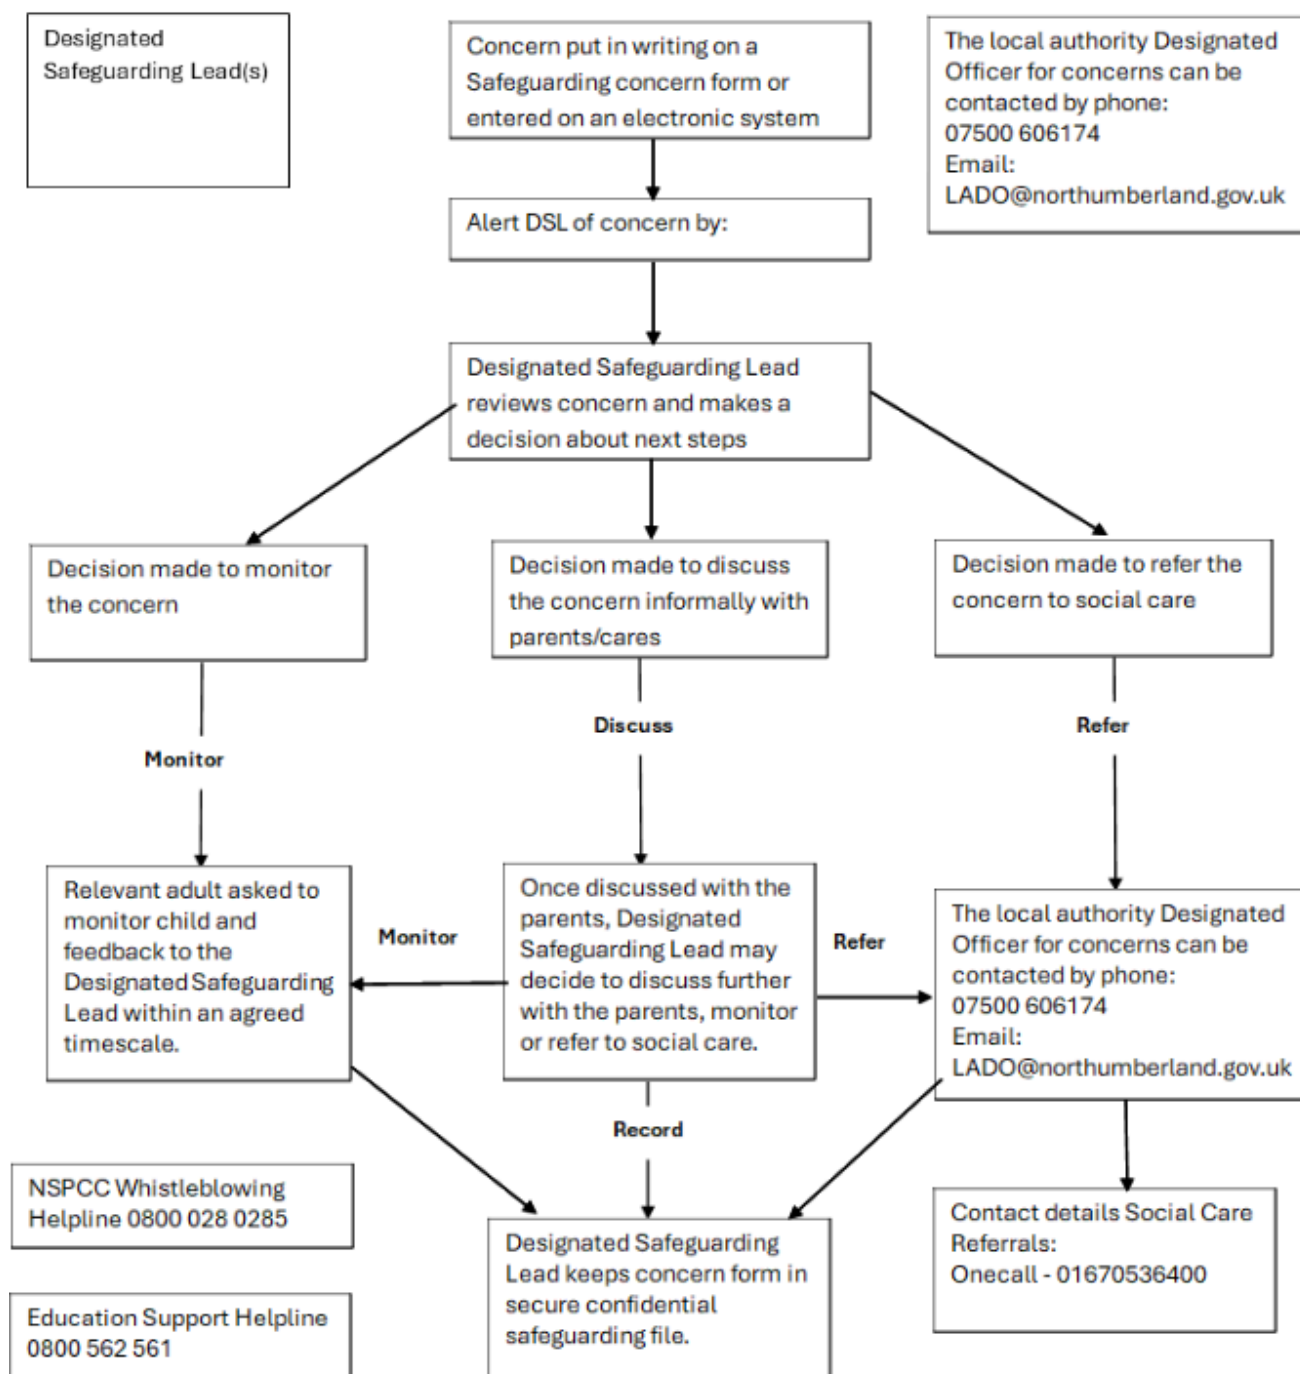 Designated
Safeguarding Lead(s)
Concern put in writing on a
Safeguarding concern form or
entered on an electronic system
The local authority Designated
Officer for concerns can be
contacted by phone:
07500 606174
Email:
LADO@northumberland.gov.uk
Alert DSL of concern by:
Designated Safeguarding Lead
reviews concern and makes a
decision about next steps
Decision made to monitor
the concern
Decision made to discuss
the concern informally with
parents/cares
Decision made to refer the
concern to social care
Monitor
Discuss
Refer
Relevant adult asked to
monitor child and
feedback to the
Designated Safeguarding
Lead within an agreed
timescale.
Monitor
Once discussed with the
parents, Designated
Safeguarding Lead may
decide to discuss further
with the parents, monitor
or refer to social care.
Refer
The local authority Designated
Officer for concerns can be
contacted by phone:
07500 606174
Email:
LADO@northumberland.gov.uk
Record
NSPCC Whistleblowing
Helpline 0800 028 0285
Designated Safeguarding
Lead keeps concern form in
secure confidential
safeguarding file.
Contact details Social Care
Referrals:
Onecall - 01670536400
Education Support Helpline
0800 562 561